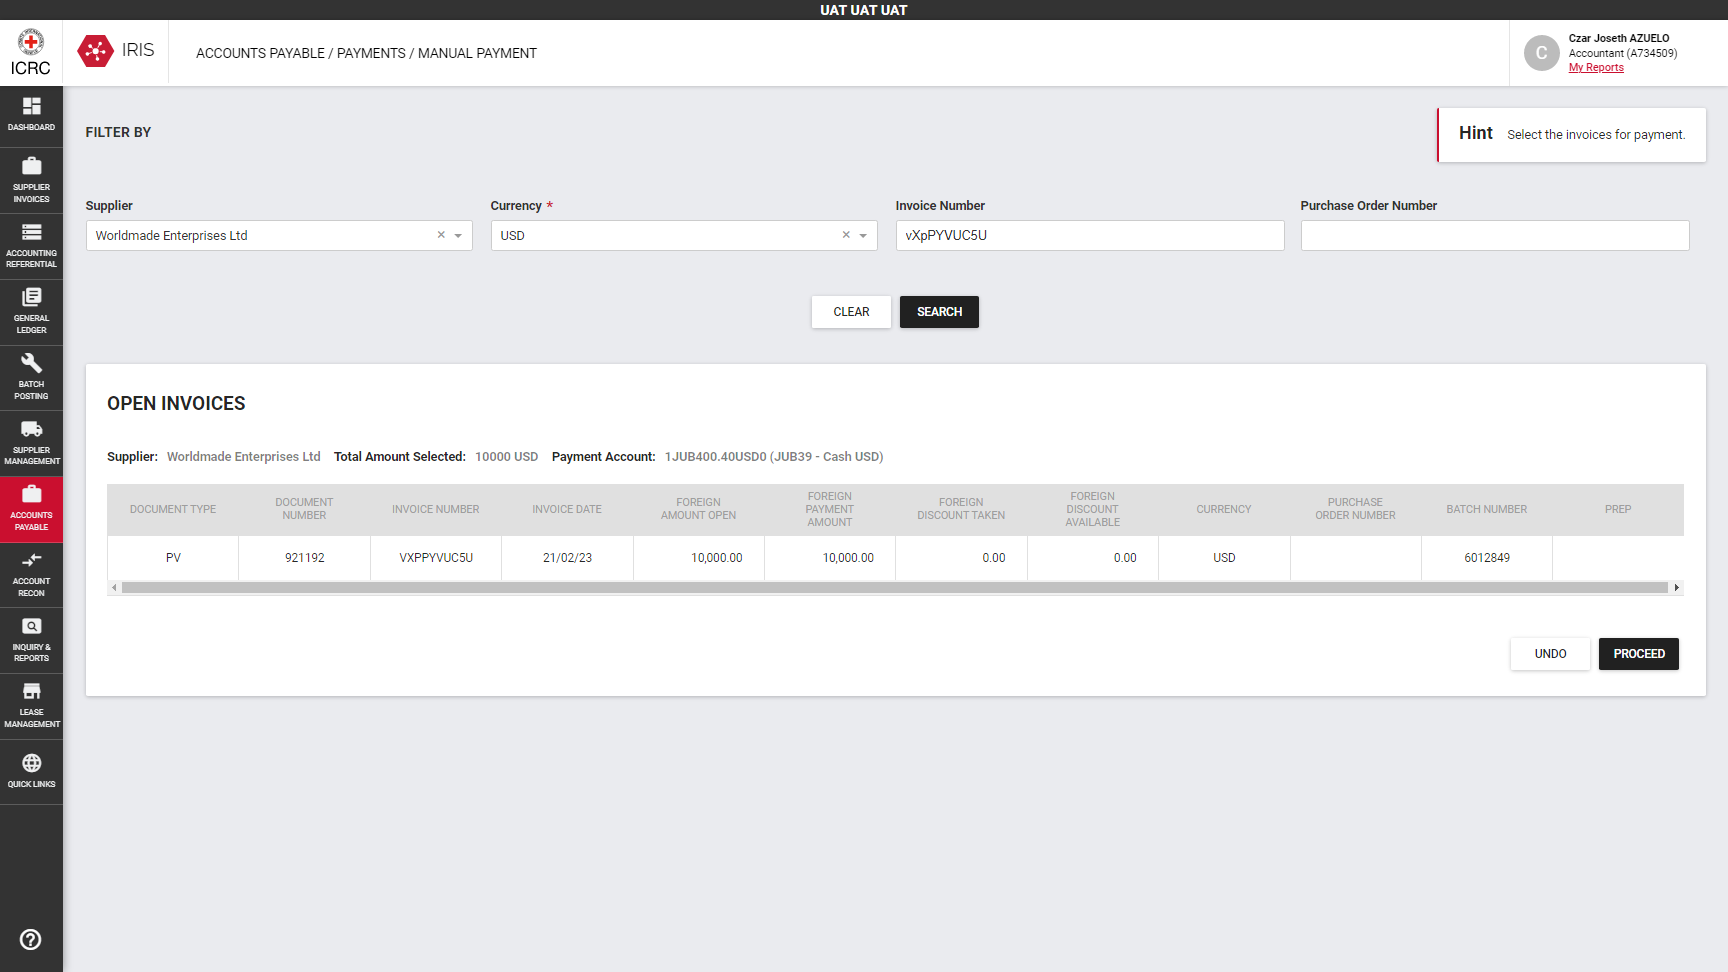 UAT UAT UAT
ICRC
IRIS
ACCOUNTS PAYABLE / PAYMENTS / MANUAL PAYMENT
C
Czar Joseth AZUELO
Accountant (A734509)
My Reports
DASHBOARD
SUPPLIER
INVOICES
ACCOUNTING
REFERENTIAL
GENERAL
LEDGER
BATCH
POSTING
SUPPLIER
MANAGEMENT
ACCOUNTS
PAYABLE
ACCOUNT
RECON
INQUIRY &
REPORTS
LEASE
MANAGEMENT
QUICK LINKS
FILTER BY
Hint Select the invoices for payment.
Supplier Currency * Invoice Number Purchase Order Number
Worldmade Enterprises Ltd × USD × vXpPYVUC5U
CLEAR SEARCH
OPEN INVOICES
Supplier: Worldmade Enterprises Ltd Total Amount Selected: 10000 USD Payment Account: 1JUB400.40USD0 (JUB39 - Cash USD)
DOCUMENT TYPE DOCUMENT NUMBER INVOICE NUMBER INVOICE DATE FOREIGN AMOUNT OPEN FOREIGN PAYMENT AMOUNT FOREIGN DISCOUNT TAKEN FOREIGN DISCOUNT AVAILABLE CURRENCY PURCHASE ORDER NUMBER BATCH NUMBER PREP
PV 921192 VXPPYVUC5U 21/02/23 10,000.00 10,000.00 0.00 0.00 USD 6012849
UNDO PROCEED